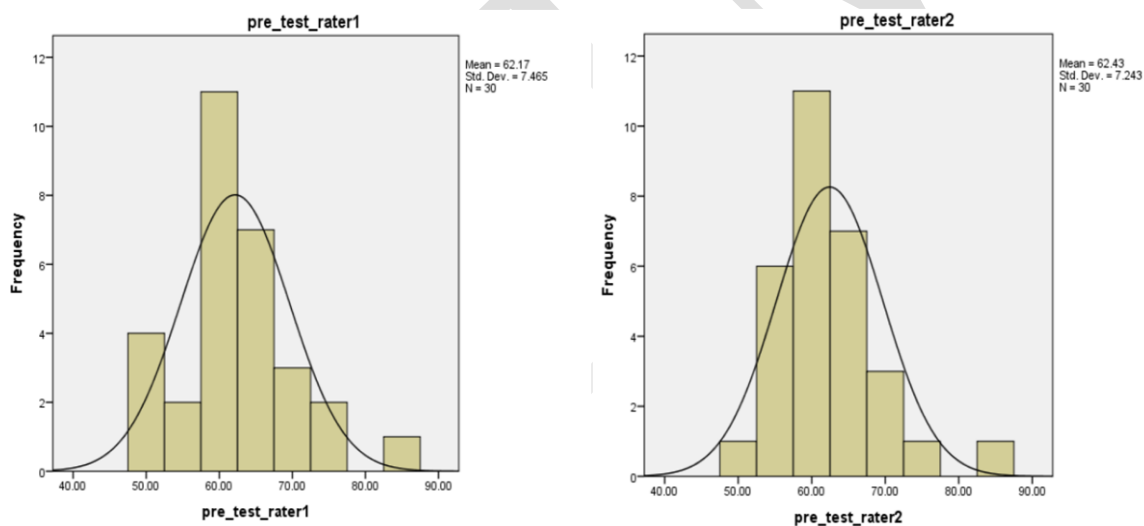 pre_test_rater1
Mean = 62.17
Std. Dev. = 7.465
N = 30
12
10
8
6
4
2
0
Frequency
40.00 50.00 60.00 70.00 80.00 90.00
pre_test_rater1
pre_test_rater2
Mean = 62.43
Std. Dev. = 7.243
N = 30
12
10
8
6
4
2
0
Frequency
40.00 50.00 60.00 70.00 80.00 90.00
pre_test_rater2